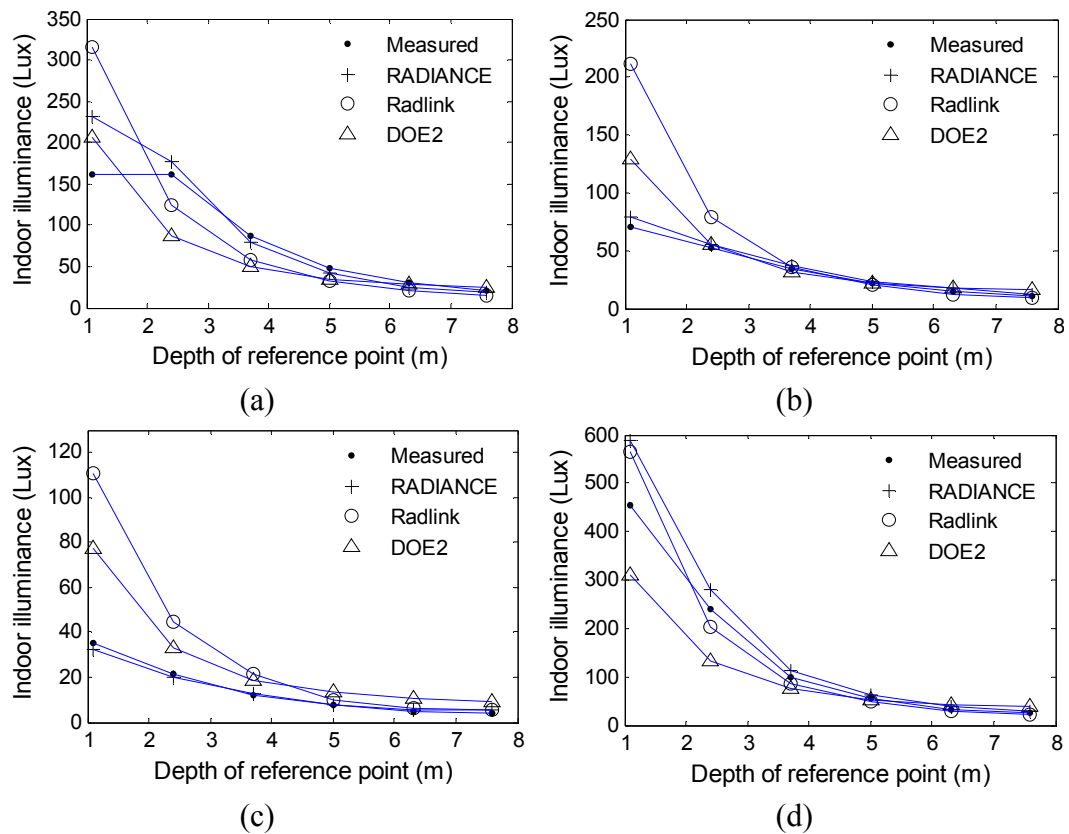 Indoor illuminance (Lux)
350
300
250
200
150
100
50
0
1 2 3 4 5 6 7 8
Measured
RADIANCE
Radlink
DOE2
Depth of reference point (m)
(a)
Indoor illuminance (Lux)
250
200
150
100
50
0
1 2 3 4 5 6 7 8
Measured
RADIANCE
Radlink
DOE2
Depth of reference point (m)
(b)
Indoor illuminance (Lux)
120
100
80
60
40
20
0
1 2 3 4 5 6 7 8
Measured
RADIANCE
Radlink
DOE2
Depth of reference point (m)
(c)
Indoor illuminance (Lux)
600
500
400
300
200
100
0
1 2 3 4 5 6 7 8
Measured
RADIANCE
Radlink
DOE2
Depth of reference point (m)
(d)